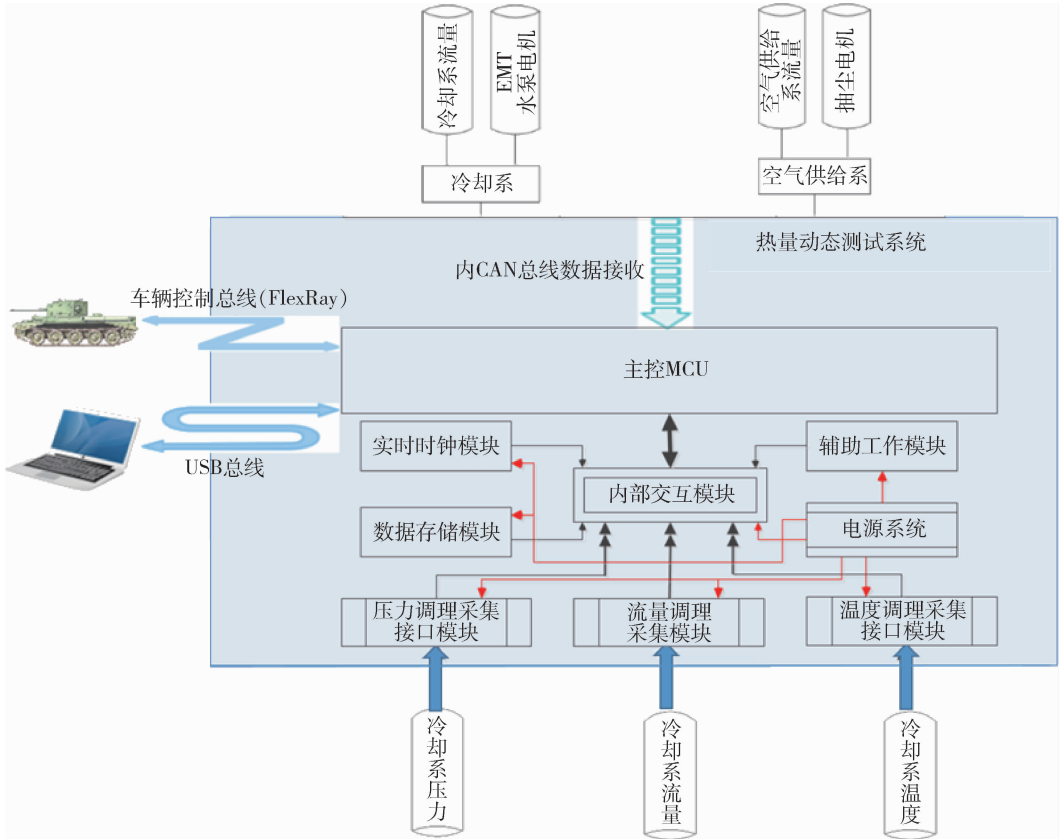 冷却系流量
EMT
水泵电机
空气供给
系流量
抽尘电机
冷却系
空气供给系
热量动态测试系统
内CAN总线数据接收
车辆控制总线(FlexRay)
主控MCU
USB总线
实时时钟模块
辅助工作模块
内部交互模块
数据存储模块
电源系统
压力调理采集
接口模块
流量调理
采集模块
温度调理采集
接口模块
冷却系压力
冷却系流量
冷却系温度